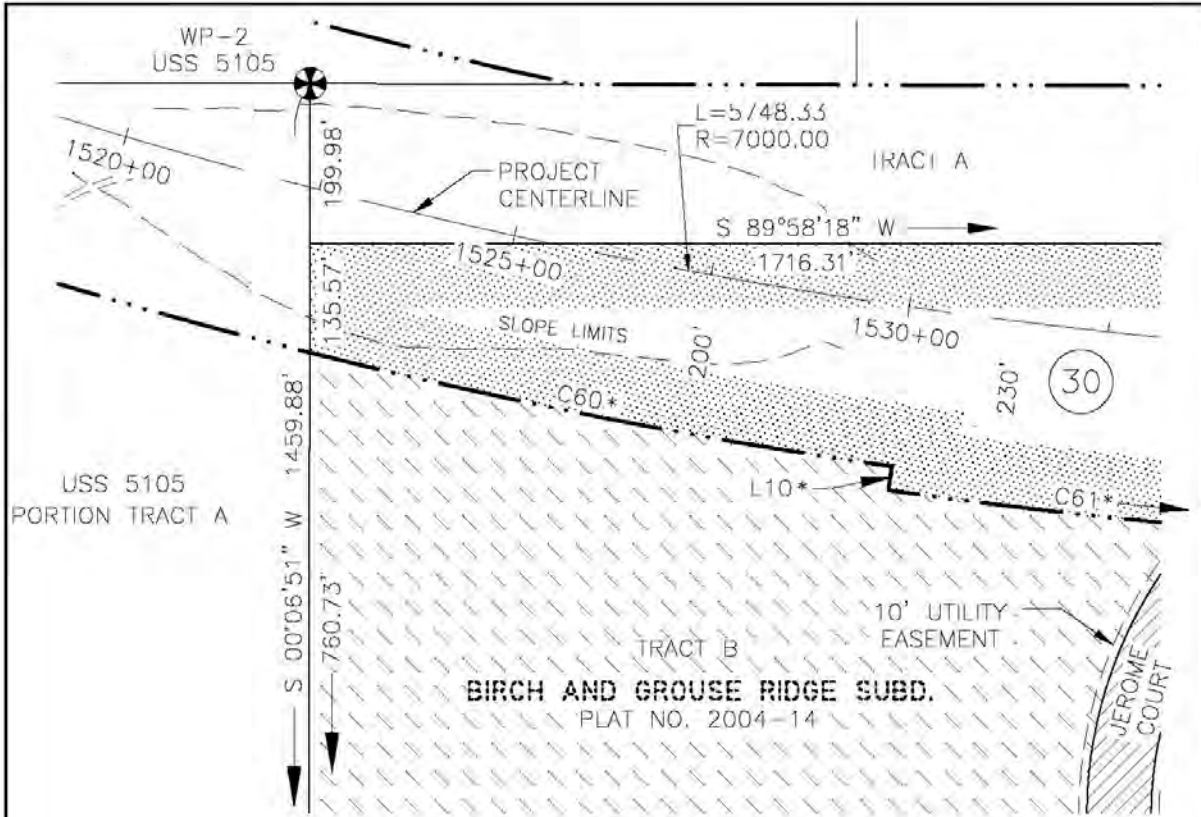 WP-2
USS 5105
L=5748.33
R=7000.00
TRACT A
1520+00
199.98'
PROJECT
CENTERLINE
S 89°58'18" W
1525+00
1716.31'
135.57'
SLOPE LIMITS
1530+00
200'
230'
30
C60*
1459.88'
USS 5105
PORTION TRACT A
L10*
C61*
S 00°06'51" W
760.73'
10' UTILITY
EASEMENT
TRACT B
BIRCH AND GROUSE RIDGE SUBD.
PLAT NO. 2004-14
JEROME
COURT